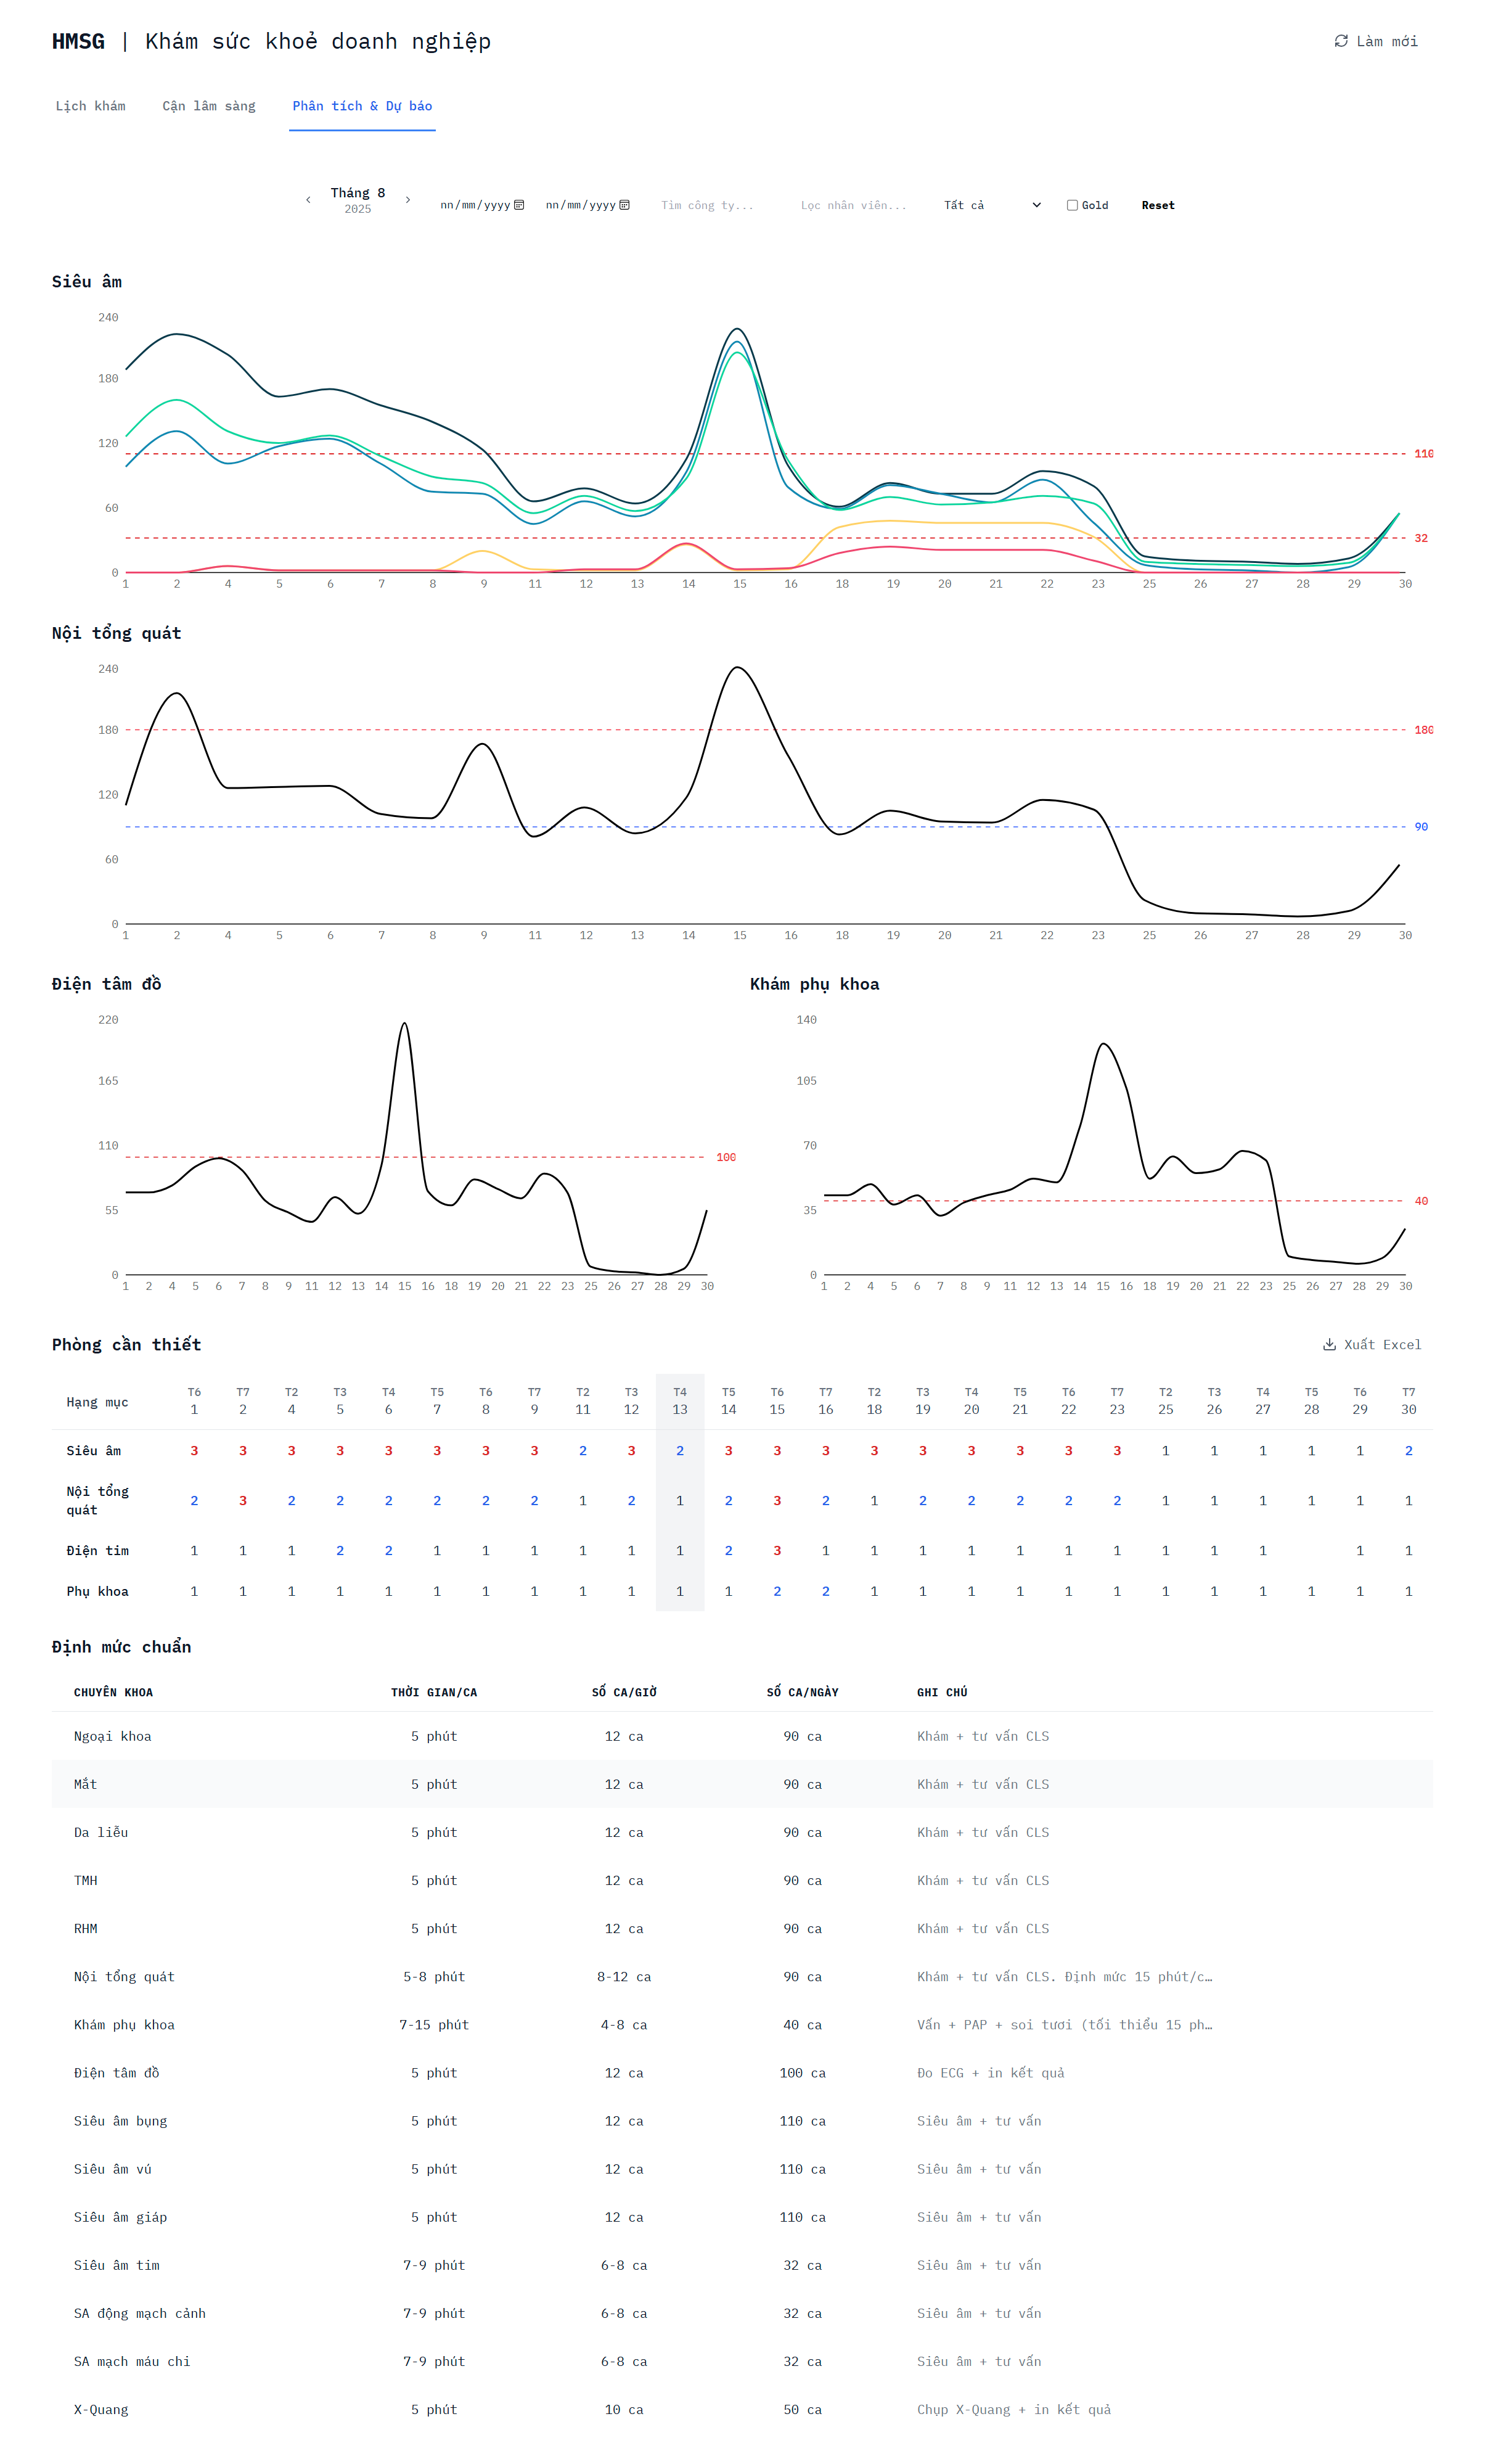 HMSG | Khám sức khoẻ doanh nghiệp
Làm mới
Lịch khám Cận lâm sàng Phân tích & Dự báo
Tháng 8
2025
nn/mm/yyyy nn/mm/yyyy Tìm công ty... Lọc nhân viên... Tất cả Gold Reset
Siêu âm
240
180
120
60
0
110
32
1 2 4 5 6 7 8 9 11 12 13 14 15 16 18 19 20 21 22 23 25 26 27 28 29 30
Nội tổng quát
240
180
120
60
0
180
90
1 2 4 5 6 7 8 9 11 12 13 14 15 16 18 19 20 21 22 23 25 26 27 28 29 30
Điện tâm đồ
220
165
110
55
0
100
1 2 4 5 6 7 8 9 11 12 13 14 15 16 18 19 20 21 22 23 25 26 27 28 29 30
Khám phụ khoa
140
105
70
35
0
40
1 2 4 5 6 7 8 9 11 12 13 14 15 16 18 19 20 21 22 23 25 26 27 28 29 30
Phòng cần thiết
Xuất Excel
Hạng mục
T6 T7 T2 T3 T4 T5 T6 T7 T2 T3 T4 T5 T6 T7 T2 T3 T4 T5 T6 T7 T2 T3 T4 T5 T6 T7
1 2 4 5 6 7 8 9 11 12 13 14 15 16 18 19 20 21 22 23 25 26 27 28 29 30
Siêu âm 3 3 3 3 3 3 3 3 2 3 2 3 3 3 3 3 3 3 3 3 1 1 1 1 1 2
Nội tổng
quát
2 3 2 2 2 2 2 2 1 2 1 2 3 2 1 2 2 2 2 2 1 1 1 1 1 1
Điện tim 1 1 1 2 2 1 1 1 1 1 1 2 3 1 1 1 1 1 1 1 1 1 1 1 1
Phụ khoa 1 1 1 1 1 1 1 1 1 1 1 1 2 2 1 1 1 1 1 1 1 1 1 1 1 1
Định mức chuẩn
CHUYÊN KHOA THỜI GIAN/CA SỐ CA/GIỜ SỐ CA/NGÀY GHI CHÚ
Ngoại khoa 5 phút 12 ca 90 ca Khám + tư vấn CLS
Mắt 5 phút 12 ca 90 ca Khám + tư vấn CLS
Da liễu 5 phút 12 ca 90 ca Khám + tư vấn CLS
TMH 5 phút 12 ca 90 ca Khám + tư vấn CLS
RHM 5 phút 12 ca 90 ca Khám + tư vấn CLS
Nội tổng quát 5-8 phút 8-12 ca 90 ca Khám + tư vấn CLS. Định mức 15 phút/c…
Khám phụ khoa 7-15 phút 4-8 ca 40 ca Vấn + PAP + soi tươi (tối thiểu 15 ph…
Điện tâm đồ 5 phút 12 ca 100 ca Đo ECG + in kết quả
Siêu âm bụng 5 phút 12 ca 110 ca Siêu âm + tư vấn
Siêu âm vú 5 phút 12 ca 110 ca Siêu âm + tư vấn
Siêu âm giáp 5 phút 12 ca 110 ca Siêu âm + tư vấn
Siêu âm tim 7-9 phút 6-8 ca 32 ca Siêu âm + tư vấn
SA động mạch cảnh 7-9 phút 6-8 ca 32 ca Siêu âm + tư vấn
SA mạch máu chi 7-9 phút 6-8 ca 32 ca Siêu âm + tư vấn
X-Quang 5 phút 10 ca 50 ca Chụp X-Quang + in kết quả